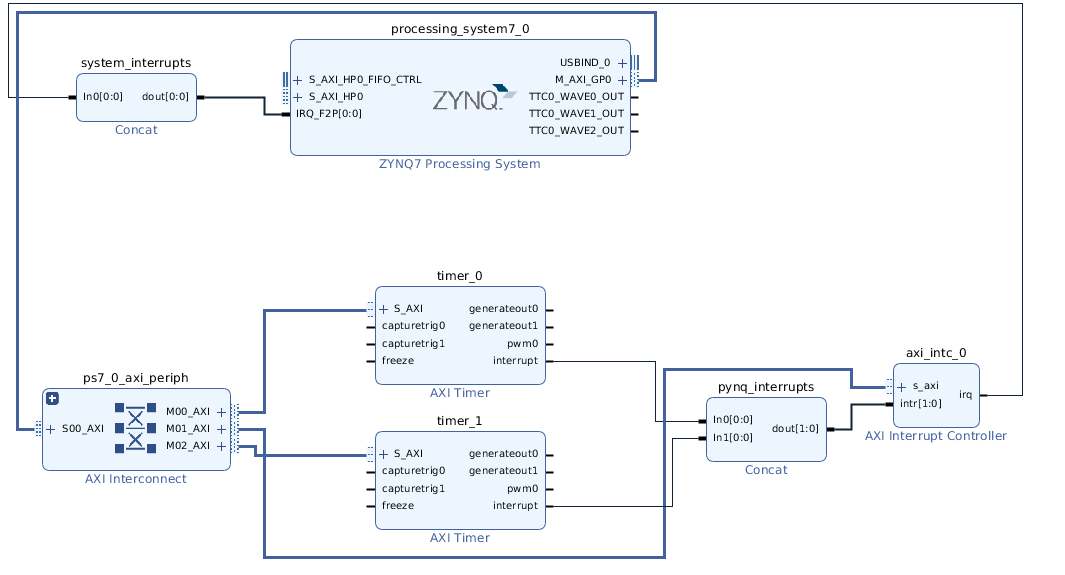 processing_system7_0
USBIND_0
S_AXI_HP0_FIFO_CTRL
M_AXI_GP0
S_AXI_HP0
TTC0_WAVE0_OUT
IRQ_F2P[0:0]
TTC0_WAVE1_OUT
TTC0_WAVE2_OUT
ZYNQ
ZYNQ7 Processing System
system_interrupts
In0[0:0]
dout[0:0]
Concat
timer_0
S_AXI
generateout0
capturetrig0
generateout1
capturetrig1
pwm0
freeze
interrupt
AXI Timer
ps7_0_axi_periph
S00_AXI
M00_AXI
M01_AXI
M02_AXI
AXI Interconnect
timer_1
S_AXI
generateout0
capturetrig0
generateout1
capturetrig1
pwm0
freeze
interrupt
AXI Timer
pynq_interrupts
In0[0:0]
In1[0:0]
dout[1:0]
Concat
axi_intc_0
s_axi
intr[1:0]
irq
AXI Interrupt Controller